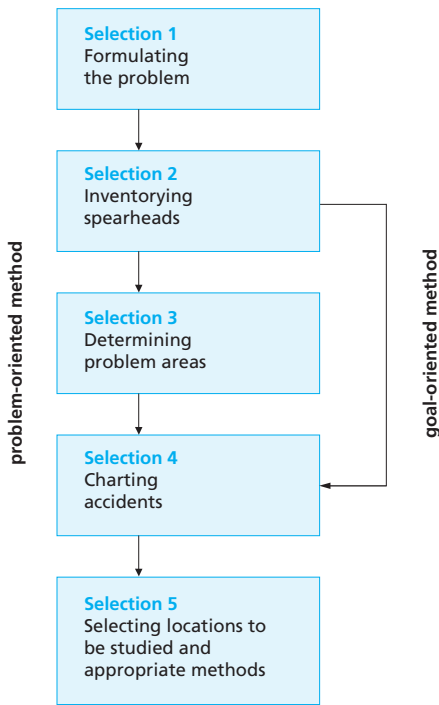 Selection 1
Formulating
the problem
Selection 2
Inventorying
spearheads
problem-oriented method
goal-oriented method
Selection 3
Determining
problem areas
Selection 4
Charting
accidents
Selection 5
Selecting locations to
be studied and
appropriate methods